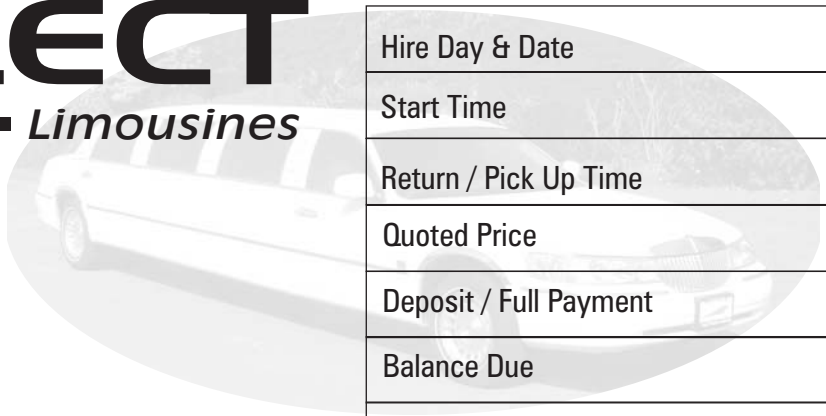 LECT
Limousines
Hire Day & Date
Start Time
Return / Pick Up Time
Quoted Price
Deposit / Full Payment
Balance Due